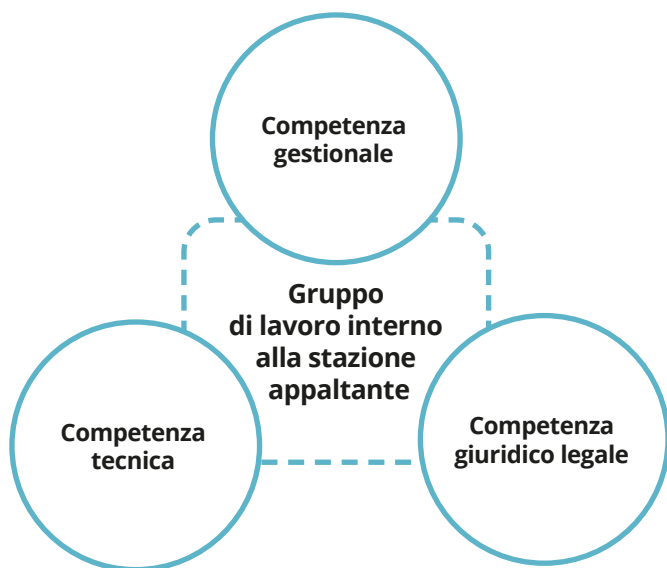 Competenza
gestionale
Gruppo
di lavoro interno
alla stazione
appaltante
Competenza
tecnica
Competenza
giuridico legale